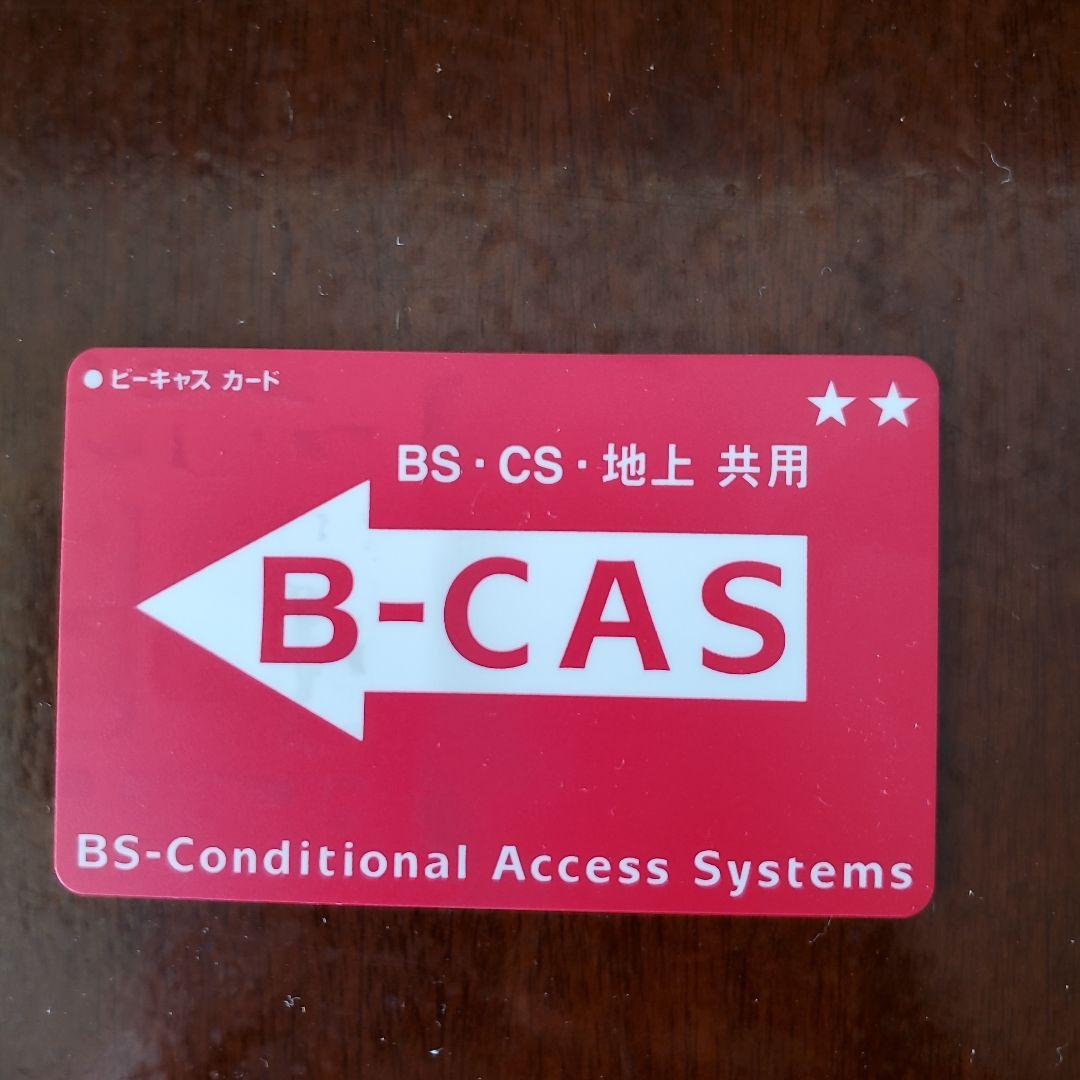 ●ビーキャス カード
★★
BS・CS・地上 共用
B-CAS
BS-Conditional Access Systems